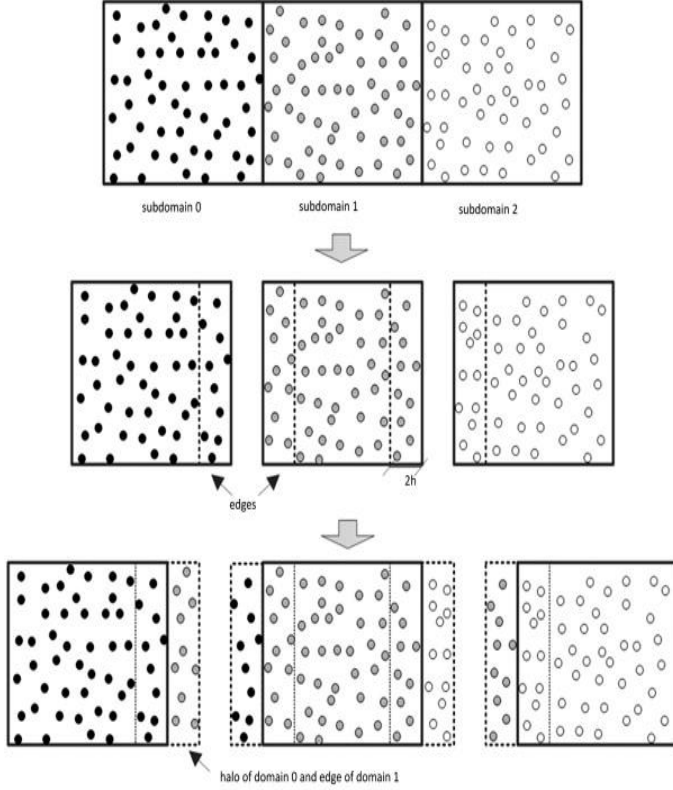 subdomain 0
subdomain 1
subdomain 2
edges
2h
halo of domain 0 and edge of domain 1